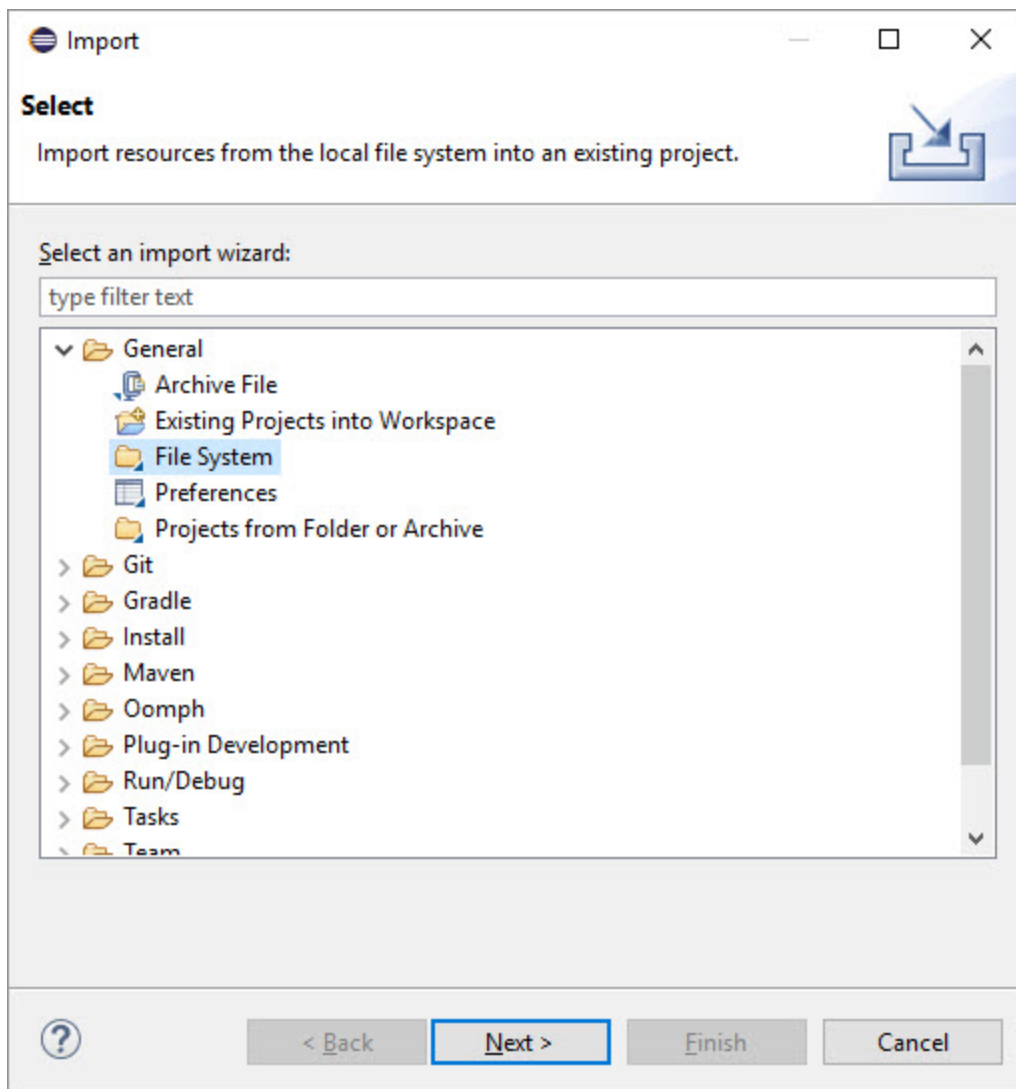 Import
Select
Import resources from the local file system into an existing project.
Select an import wizard:
type filter text
General
Archive File
Existing Projects into Workspace
File System
Preferences
Projects from Folder or Archive
Git
Gradle
Install
Maven
Oomph
Plug-in Development
Run/Debug
Tasks
Team
? < Back Next > Finish Cancel